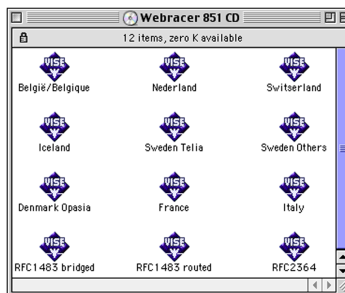 Webracer 851 CD
12 items, zero K available
VISE VISE VISE
België/Belgique Nederland Switserland
VISE VISE VISE
Iceland Sweden Telia Sweden Others
VISE VISE VISE
Denmark Opasia France Italy
VISE VISE VISE
RFC1483 bridged RFC1483 routed RFC2364